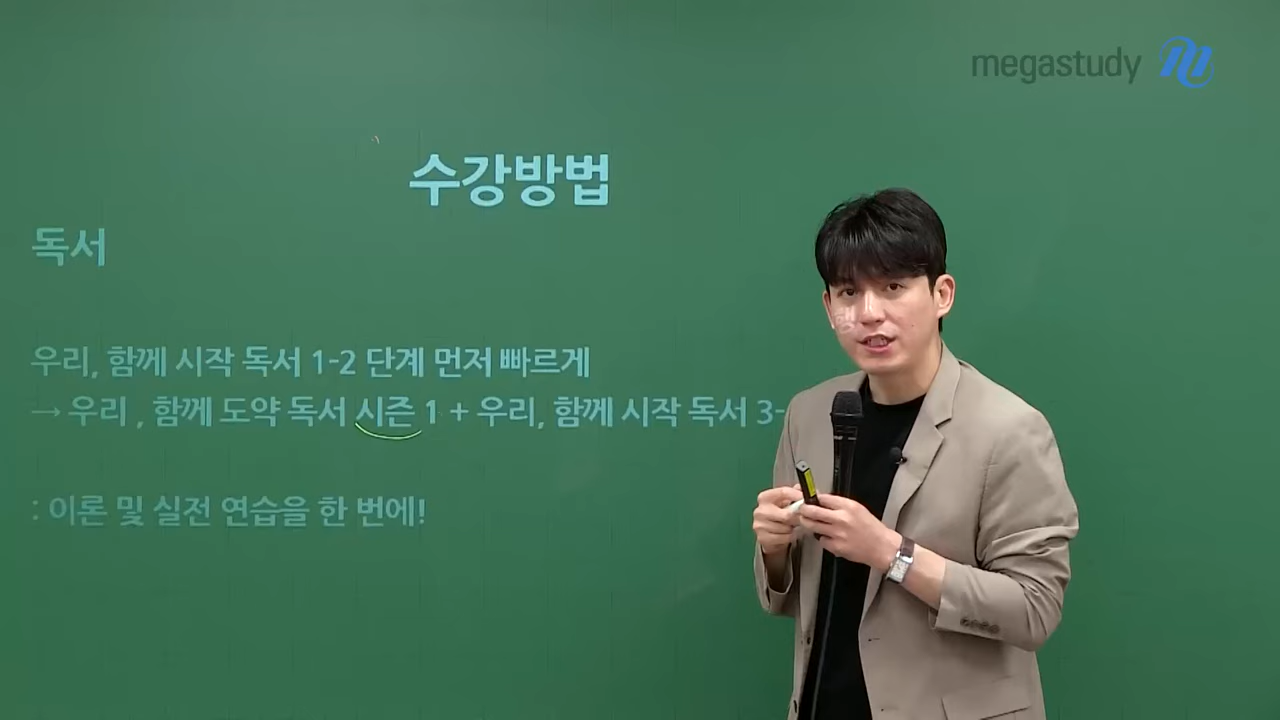 megastudy
수강방법
독서
우리, 함께 시작 독서 1-2 단계 먼저 빠르게
→ 우리 , 함께 도약 독서 시즌 1 + 우리, 함께 시작 독서 3-
: 이론 및 실전 연습을 한 번에!